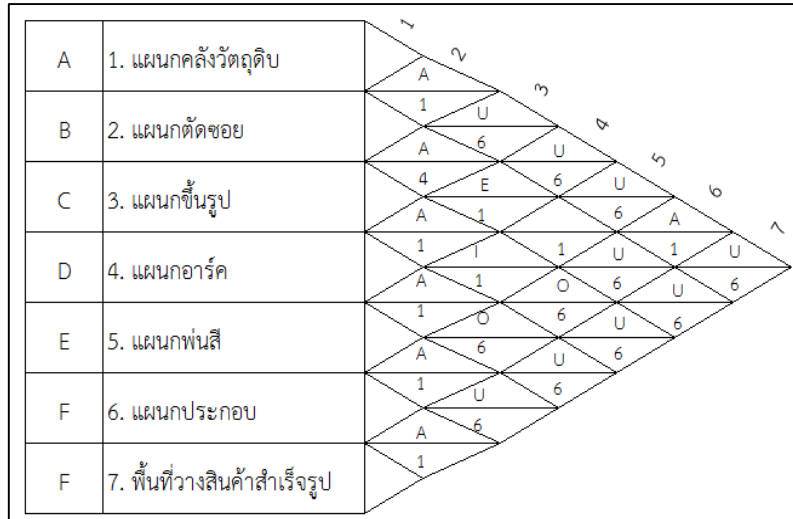 1
2
3
4
5
6
7
A 1. แผนกคลังวัตถุดิบ
A
1 U
B 2. แผนกตัดซอย
A 6 U
4 E 6 U
C 3. แผนกขึ้นรูป
A 1 6 A
1 I 1 U 1 U
D 4. แผนกอาร์ค
A 1 O 6 U 6
1 O 6 U 6
E 5. แผนกพ่นสี
A 6 U 6
1 U 6
F 6. แผนกประกอบ
A 6
1
F 7. พื้นที่วางสินค้าสำเร็จรูป